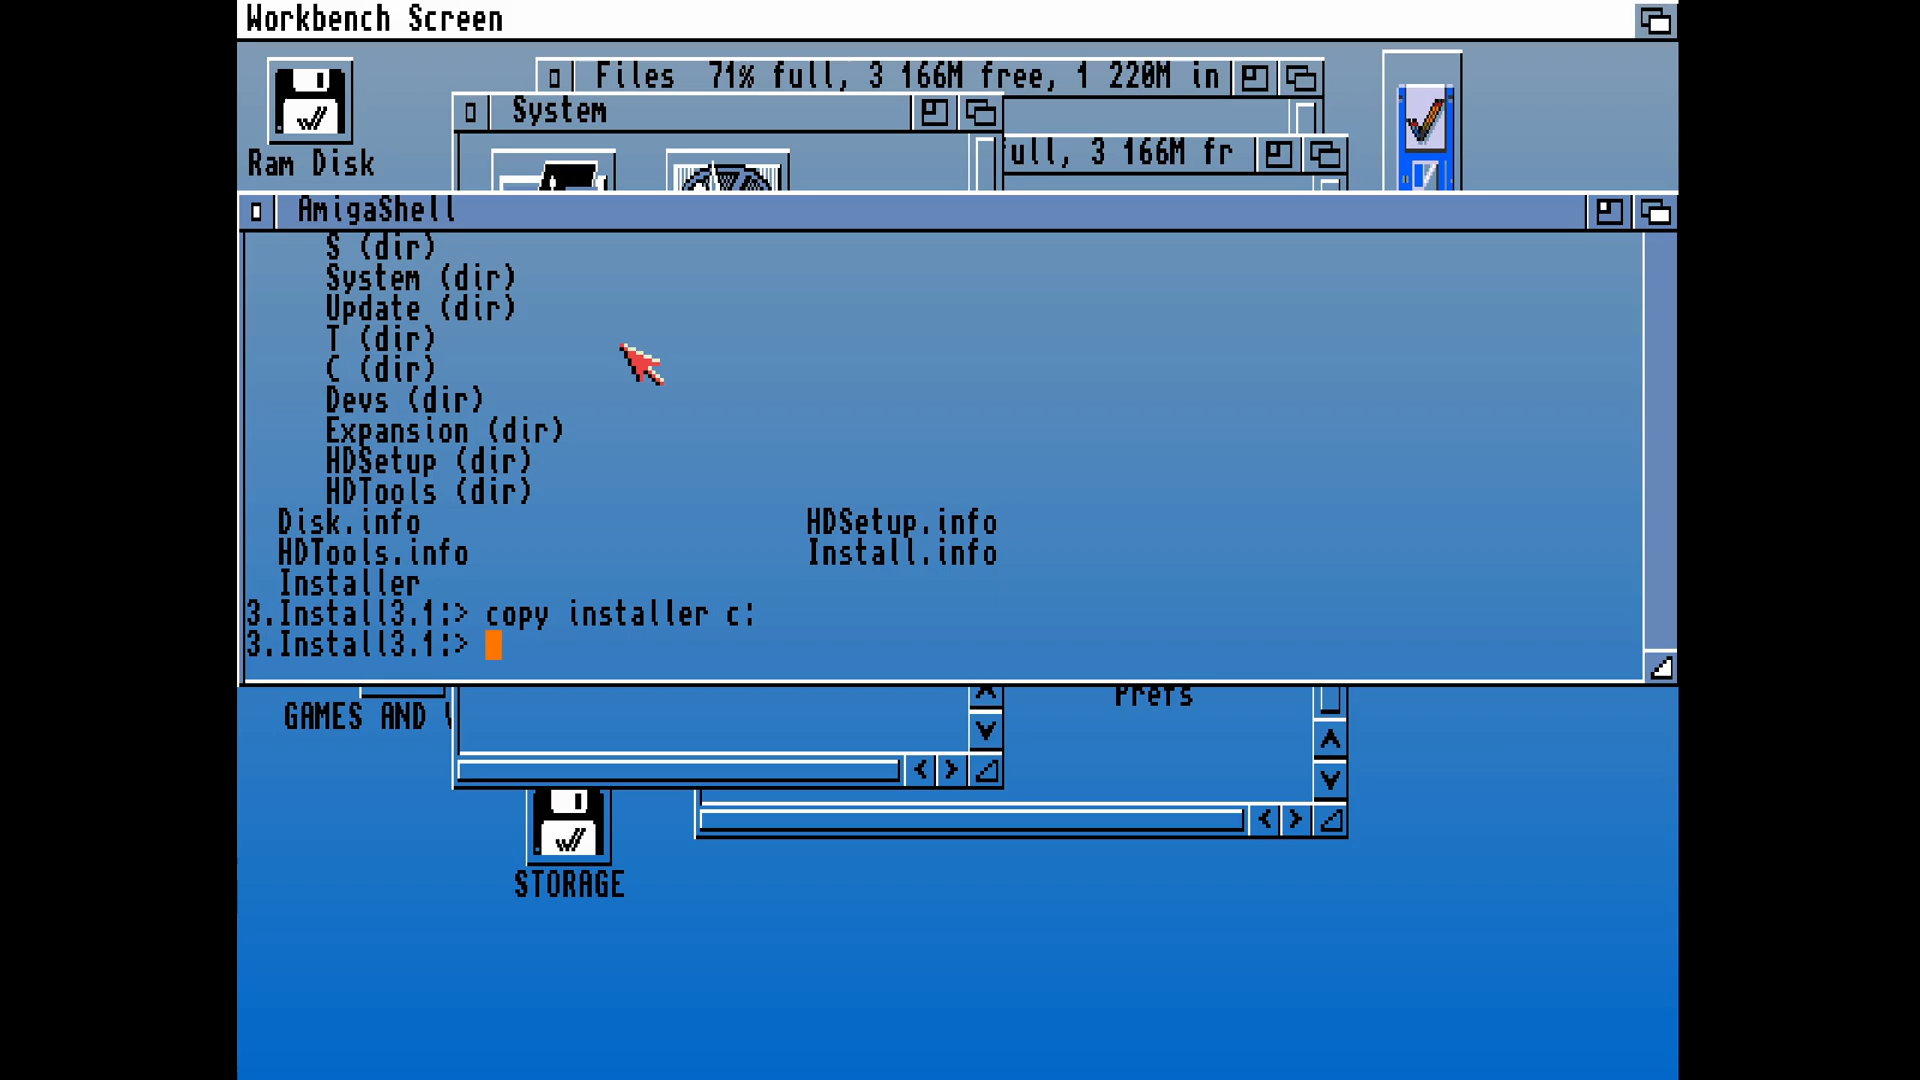 Workbench Screen
Files 71% full, 3 166M free, 1 220M in
System
full, 3 166M fr
Ram Disk
AmigaShell
S (dir)
System (dir)
Update (dir)
T (dir)
C (dir)
Devs (dir)
Expansion (dir)
HDSetup (dir)
HDTools (dir)
Disk.info HDSetup.info
HDTools.info Install.info
Installer
3.Install3.1:> copy installer c:
3.Install3.1:>
Prefs
GAMES AND
STORAGE